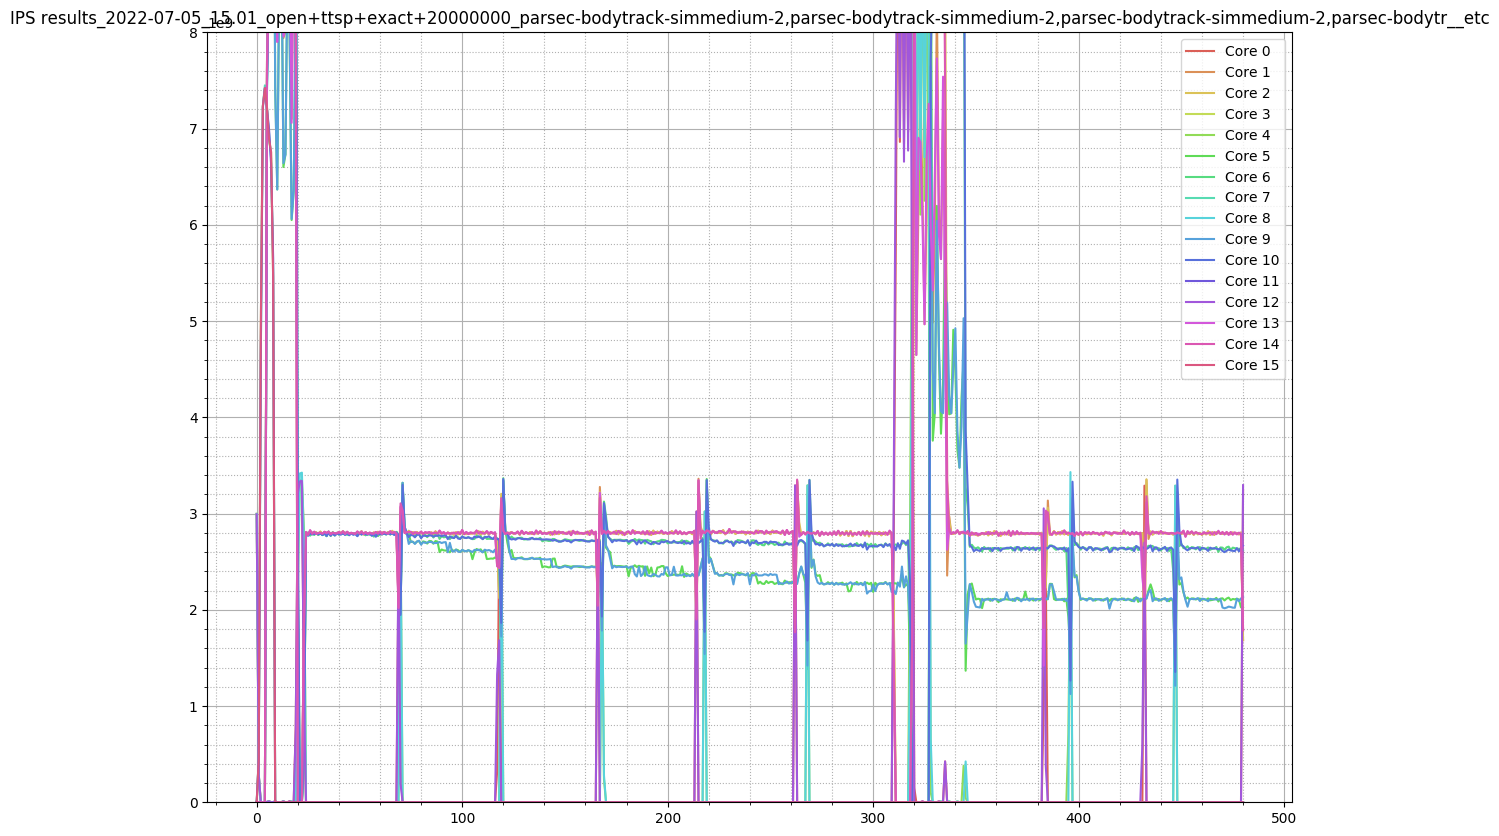 IPS results_2022-07-05_15.01_open+ttsp+exact+20000000_parsec-bodytrack-simmedium-2,parsec-bodytrack-simmedium-2,parsec-bodytrack-simmedium-2,parsec-bodytr__etc
1e9
8
7
6
5
4
3
2
1
0
0 100 200 300 400 500
Core 0
Core 1
Core 2
Core 3
Core 4
Core 5
Core 6
Core 7
Core 8
Core 9
Core 10
Core 11
Core 12
Core 13
Core 14
Core 15